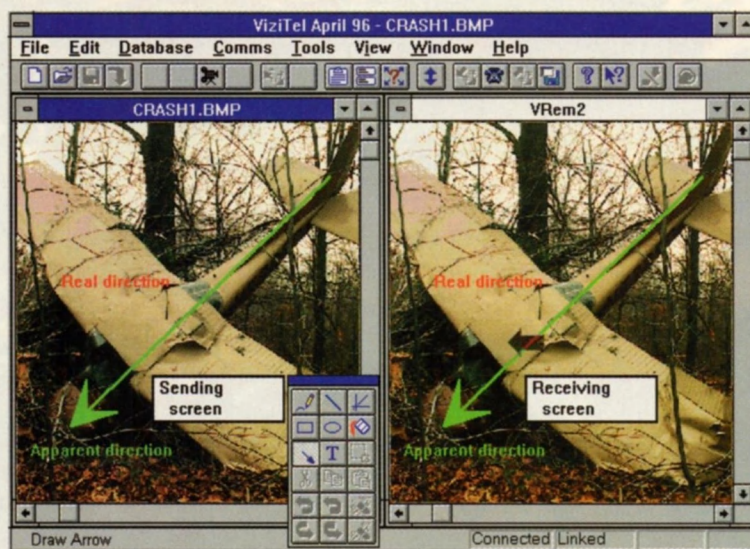 ViziTel April 96 - CRASH1.BMP
File Edit Database Comms Tools View Window Help
CRASH1.BMP
VRem2
Real direction
Sending
screen
Apparent direction
Real direction
Receiving
screen
Apparent direction
T
Draw Arrow
Connected Linked